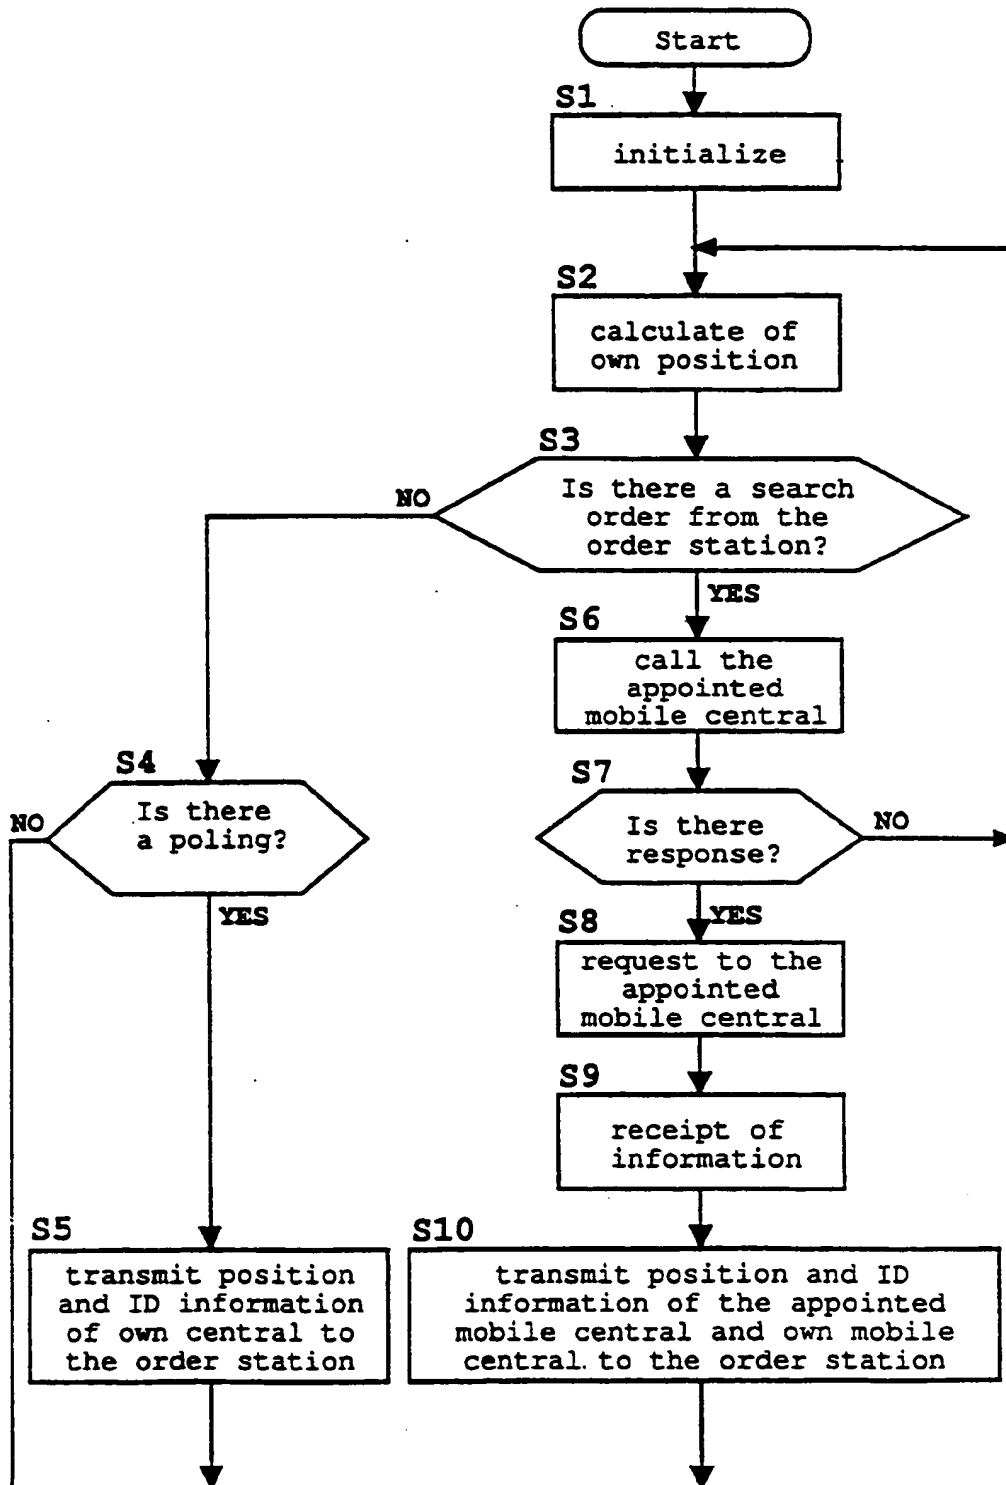 Start
S1
initialize
S2
calculate of
own position
S3
Is there a search
order from the
order station?
NO
YES
S6
call the
appointed
mobile central
S4
Is there
a poling?
NO
YES
S7
Is there
response?
NO
YES
S8
request to the
appointed
mobile central
S9
receipt of
information
S5
transmit position
and ID information
of own central to
the order station
S10
transmit position and ID
information of the appointed
mobile central and own mobile
central to the order station